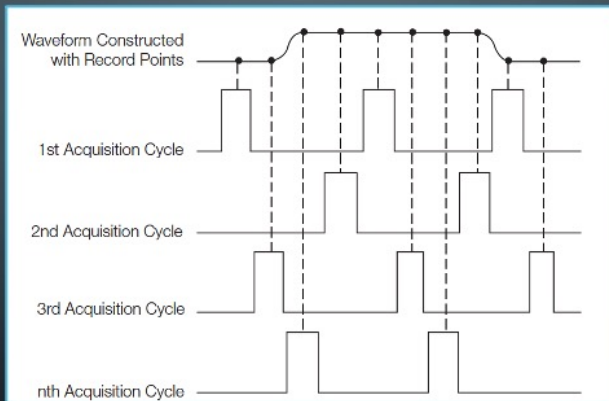 Waveform Constructed
with Record Points
1st Acquisition Cycle
2nd Acquisition Cycle
3rd Acquisition Cycle
nth Acquisition Cycle